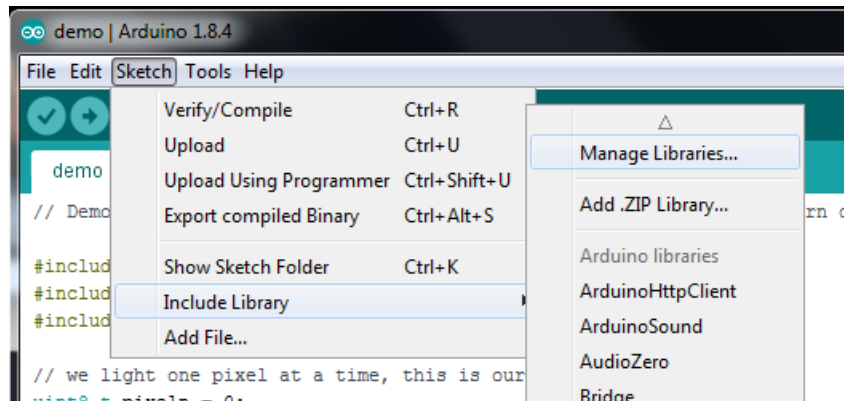 demo | Arduino 1.8.4
File Edit Sketch Tools Help
Verify/Compile Ctrl+R
Upload Ctrl+U
Upload Using Programmer Ctrl+Shift+U
Export compiled Binary Ctrl+Alt+S
Show Sketch Folder Ctrl+K
Include Library
Add File...
Manage Libraries...
Add .ZIP Library...
Arduino libraries
ArduinoHttpClient
ArduinoSound
AudioZero
Bridge
demo
// Demo
#includ
#includ
#includ
// we light one pixel at a time, this is our
uint8_t pixeln = 0;